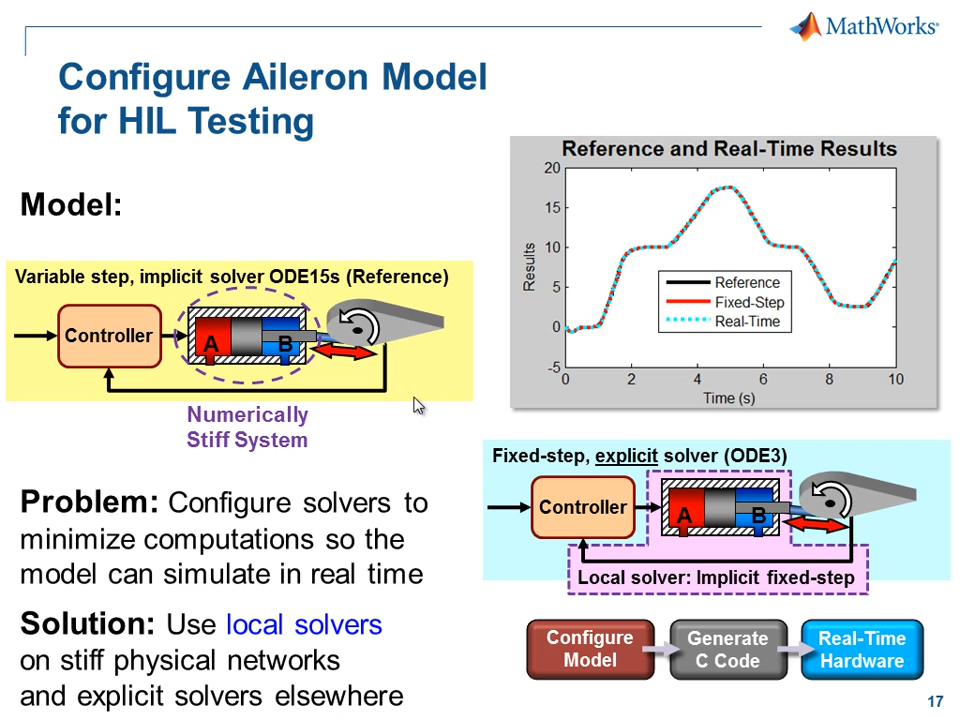 MathWorks®
Configure Aileron Model
for HIL Testing
Model:
Variable step, implicit solver ODE15s (Reference)
Controller
A
B
Numerically
Stiff System
Problem: Configure solvers to
minimize computations so the
model can simulate in real time
Solution: Use local solvers
on stiff physical networks
and explicit solvers elsewhere
Reference and Real-Time Results
20
15
10
5
0
-5
Results
0
2
4
6
8
10
Time (s)
Reference
Fixed-Step
Real-Time
Fixed-step, explicit solver (ODE3)
Controller
A
B
Local solver: Implicit fixed-step
Configure
Model
Generate
C Code
Real-Time
Hardware
17